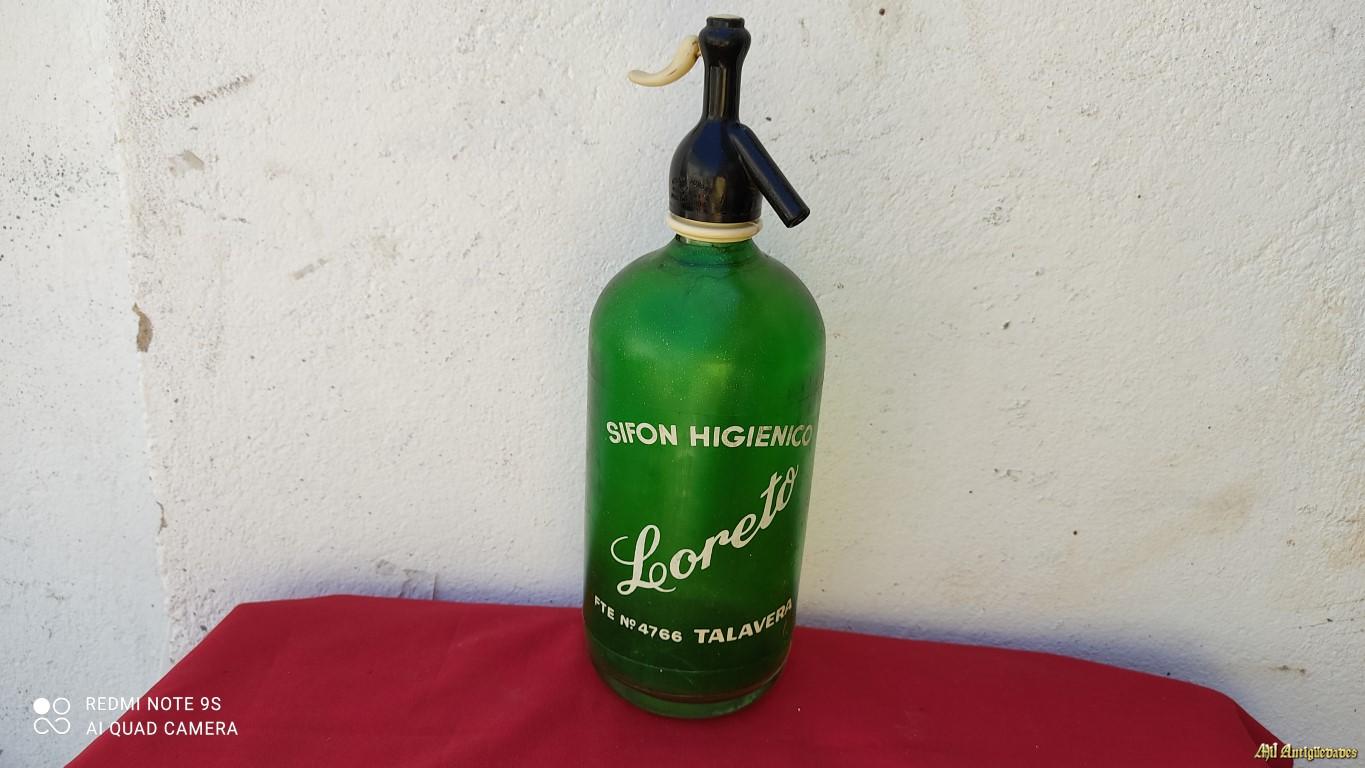 SIFON HIGIENICO
Loreto
FTE Nº 4766 TALAVERA
REDMI NOTE 9S
AI QUAD CAMERA
Mil Antigüedades